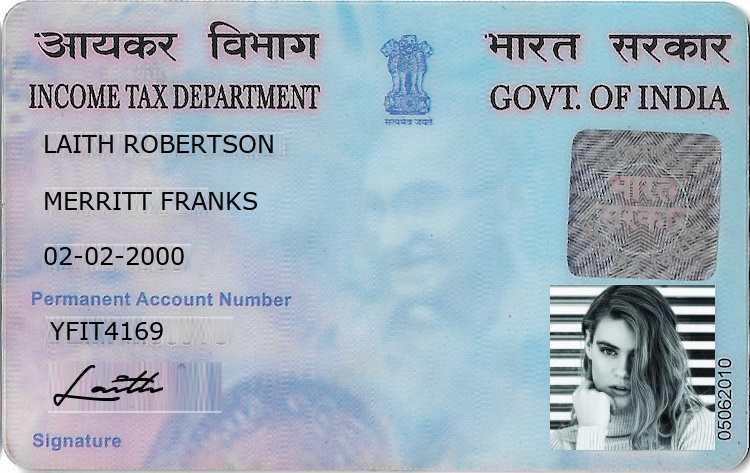 आयकर विभाग
भारत सरकार
INCOME TAX DEPARTMENT
GOVT. OF INDIA
सत्यमेव जयते
LAITH ROBERTSON
भारत
सरकार
MERRITT FRANKS
02-02-2000
Permanent Account Number
YFIT4169
Laith
Signature
05062010